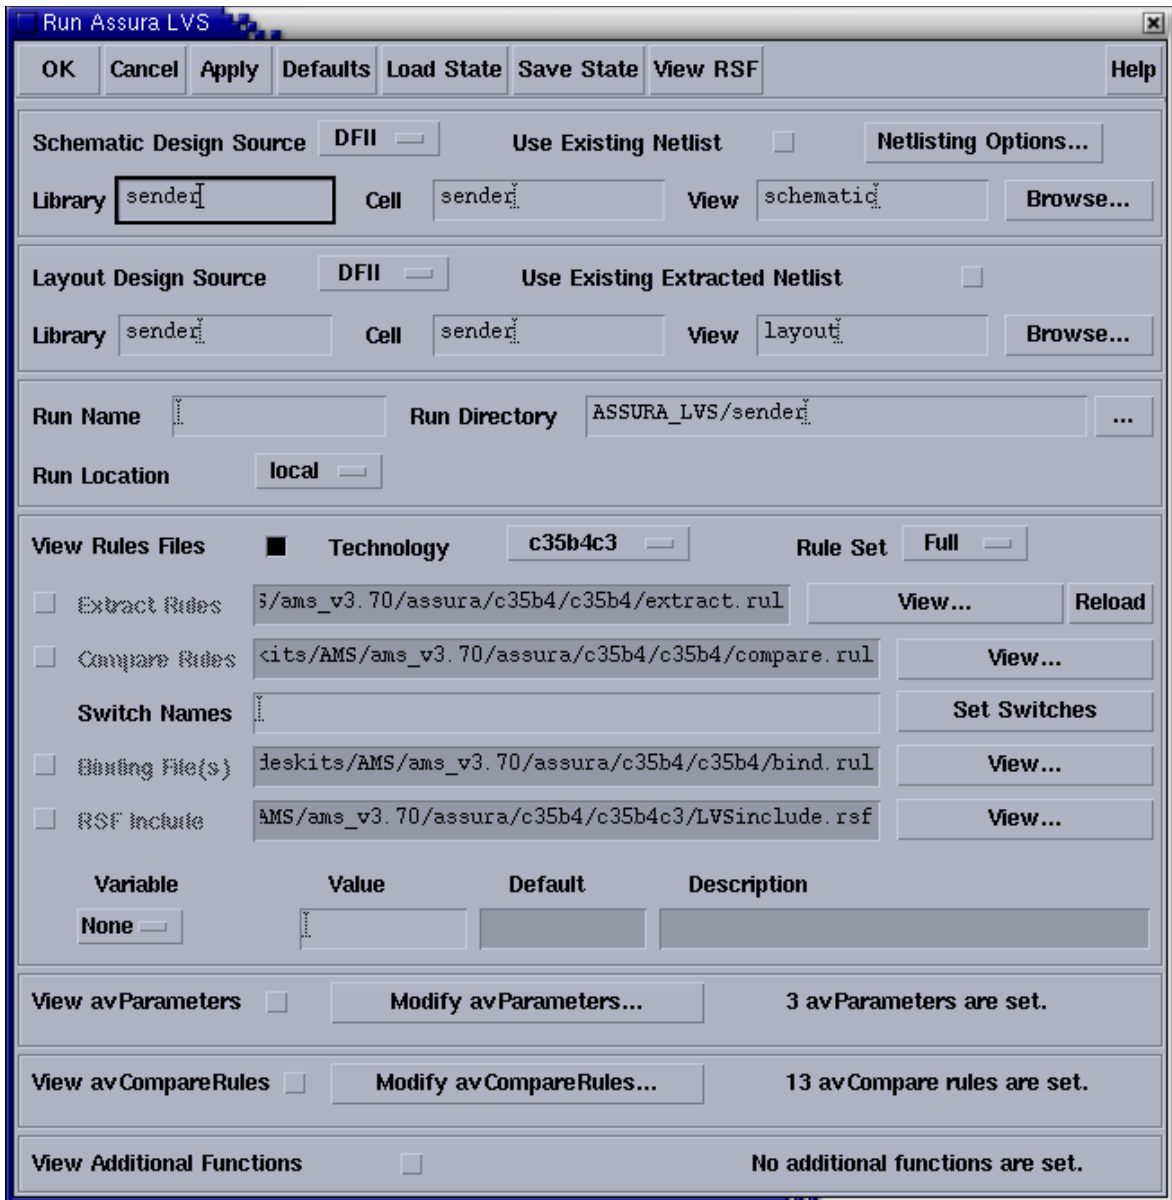 Run Assura LVS
OK Cancel Apply Defaults Load State Save State View RSF Help
Schematic Design Source DFII Use Existing Netlist Netlisting Options...
Library sender Cell sender View schematic Browse...
Layout Design Source DFII Use Existing Extracted Netlist
Library sender Cell sender View layout Browse...
Run Name Run Directory ASSURA_LVS/sender ...
Run Location local
View Rules Files Technology c35b4c3 Rule Set Full
Extract Rules S/ams_v3.70/assura/c35b4/c35b4/extract.rul View... Reload
Compare Rules kits/AMS/ams_v3.70/assura/c35b4/c35b4/compare.rul View...
Switch Names Set Switches
Binding File(s) deskits/AMS/ams_v3.70/assura/c35b4/c35b4/bind.rul View...
RSF Include AMS/ams_v3.70/assura/c35b4/c35b4c3/LVSinclude.rsf View...
Variable Value Default Description
None
View avParameters Modify avParameters... 3 avParameters are set.
View avCompareRules Modify avCompareRules... 13 avCompare rules are set.
View Additional Functions No additional functions are set.